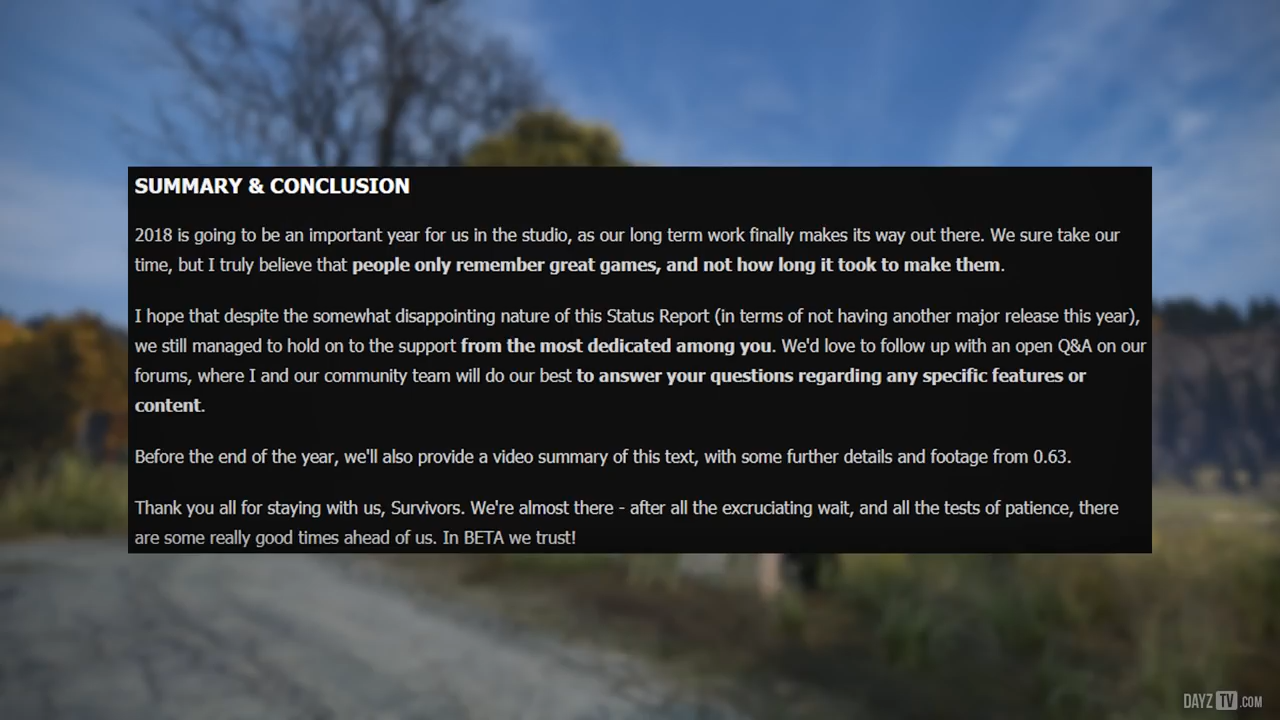 SUMMARY & CONCLUSION
2018 is going to be an important year for us in the studio, as our long term work finally makes its way out there. We sure take our
time, but I truly believe that people only remember great games, and not how long it took to make them.
I hope that despite the somewhat disappointing nature of this Status Report (in terms of not having another major release this year),
we still managed to hold on to the support from the most dedicated among you. We'd love to follow up with an open Q&A on our
forums, where I and our community team will do our best to answer your questions regarding any specific features or
content.
Before the end of the year, we'll also provide a video summary of this text, with some further details and footage from 0.63.
Thank you all for staying with us, Survivors. We're almost there - after all the excruciating wait, and all the tests of patience, there
are some really good times ahead of us. In BETA we trust!
DAYZ TV .COM